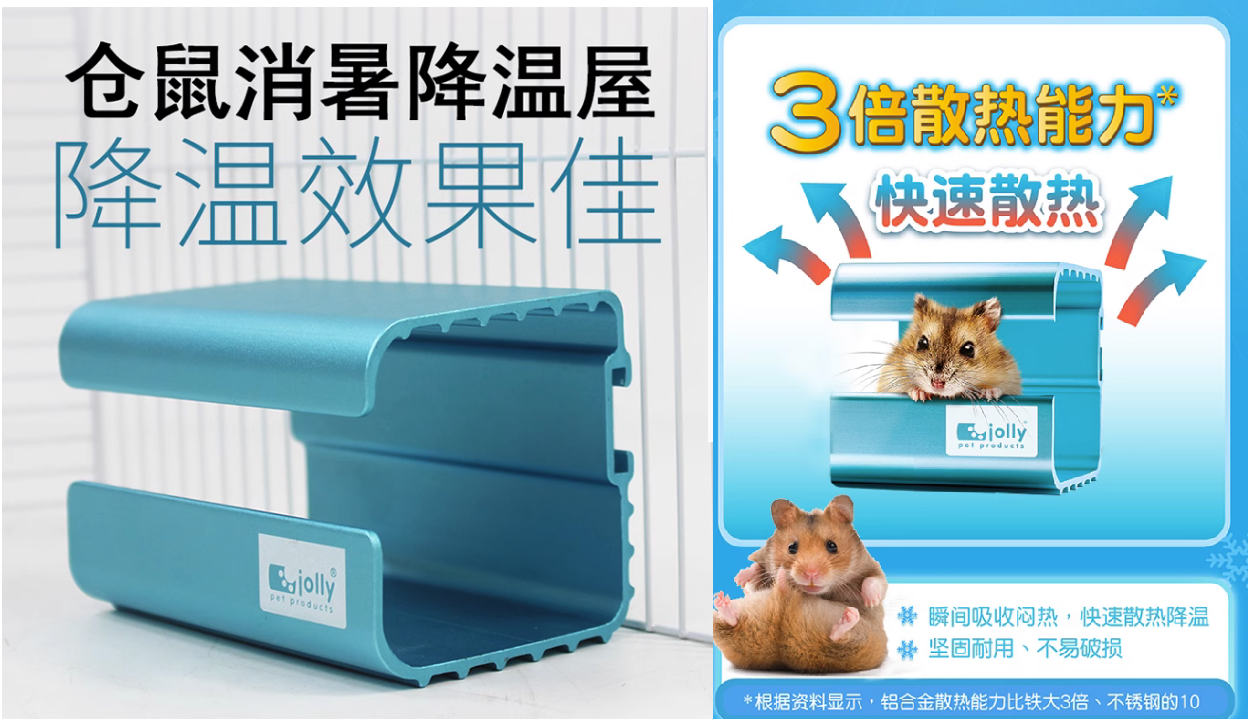 仓鼠消暑降温屋
降温效果佳
jolly®
pet products
3倍散热能力*
快速散热
jolly
pet products
瞬间吸收闷热，快速散热降温
坚固耐用、不易破损
*根据资料显示，铝合金散热能力比铁大3倍、不锈钢的10